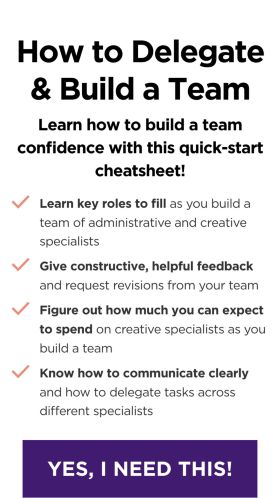 How to Delegate
& Build a Team
Learn how to build a team
confidence with this quick-start
cheatsheet!
Learn key roles to fill as you build a
team of administrative and creative
specialists
Give constructive, helpful feedback
and request revisions from your team
Figure out how much you can expect
to spend on creative specialists as you
build a team
Know how to communicate clearly
and how to delegate tasks across
different specialists
YES, I NEED THIS!